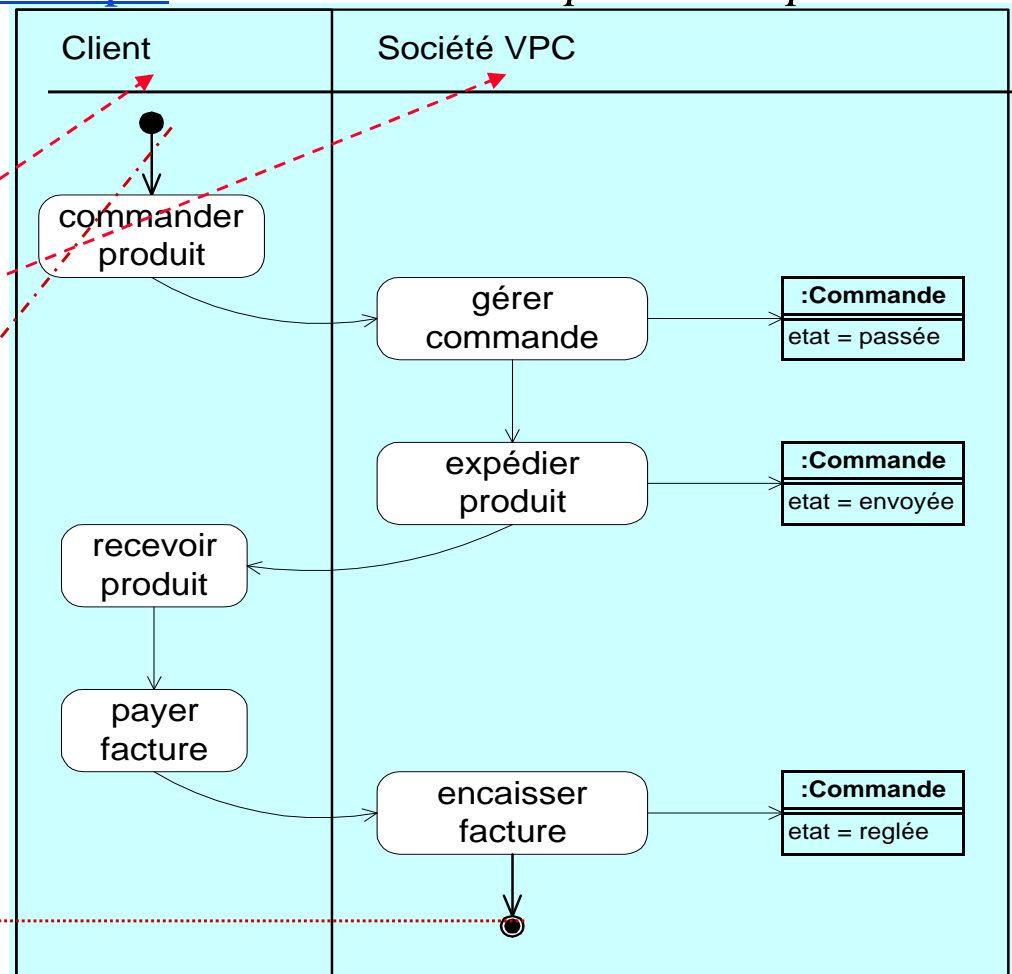 Client
Société VPC
commander
produit
gérer
commande
:Commande
etat = passée
expédier
produit
:Commande
etat = envoyée
recevoir
produit
payer
facture
encaisser
facture
:Commande
etat = reglée